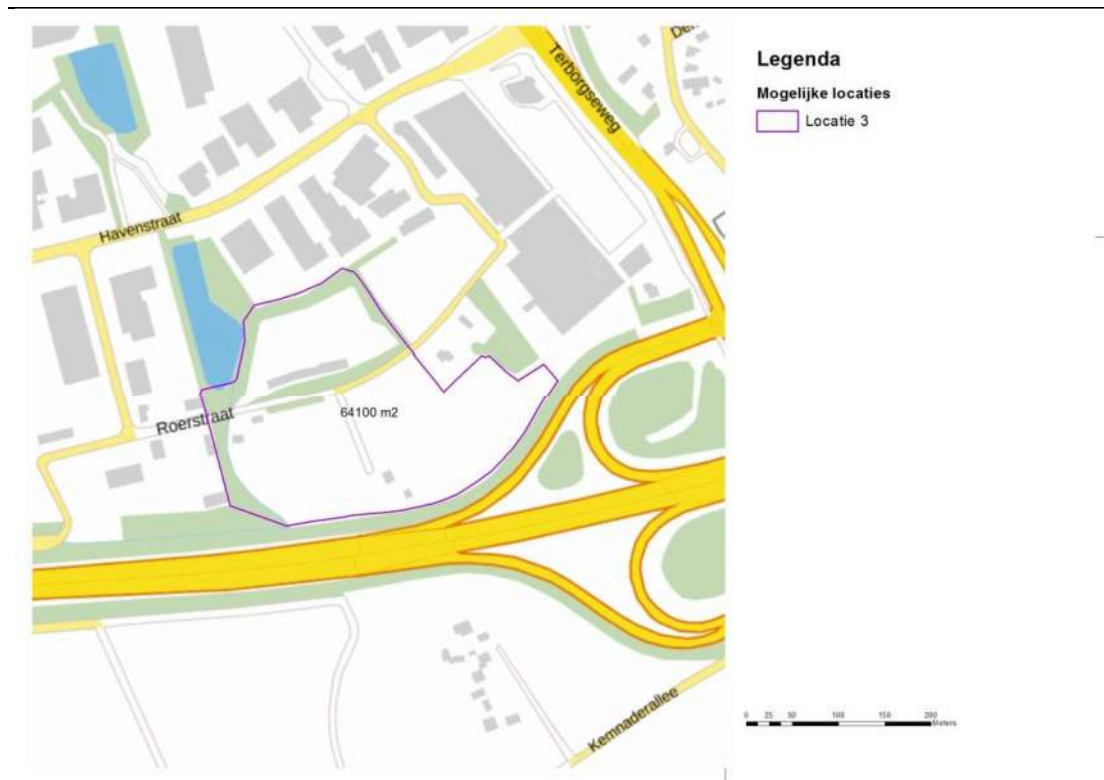 Terborgseweg
Havenstraat
Roerstraat
64100 m2
Kemnaderallee
Legenda
Mogelijke locaties
Locatie 3
0 25 50 100 150 200
Meters